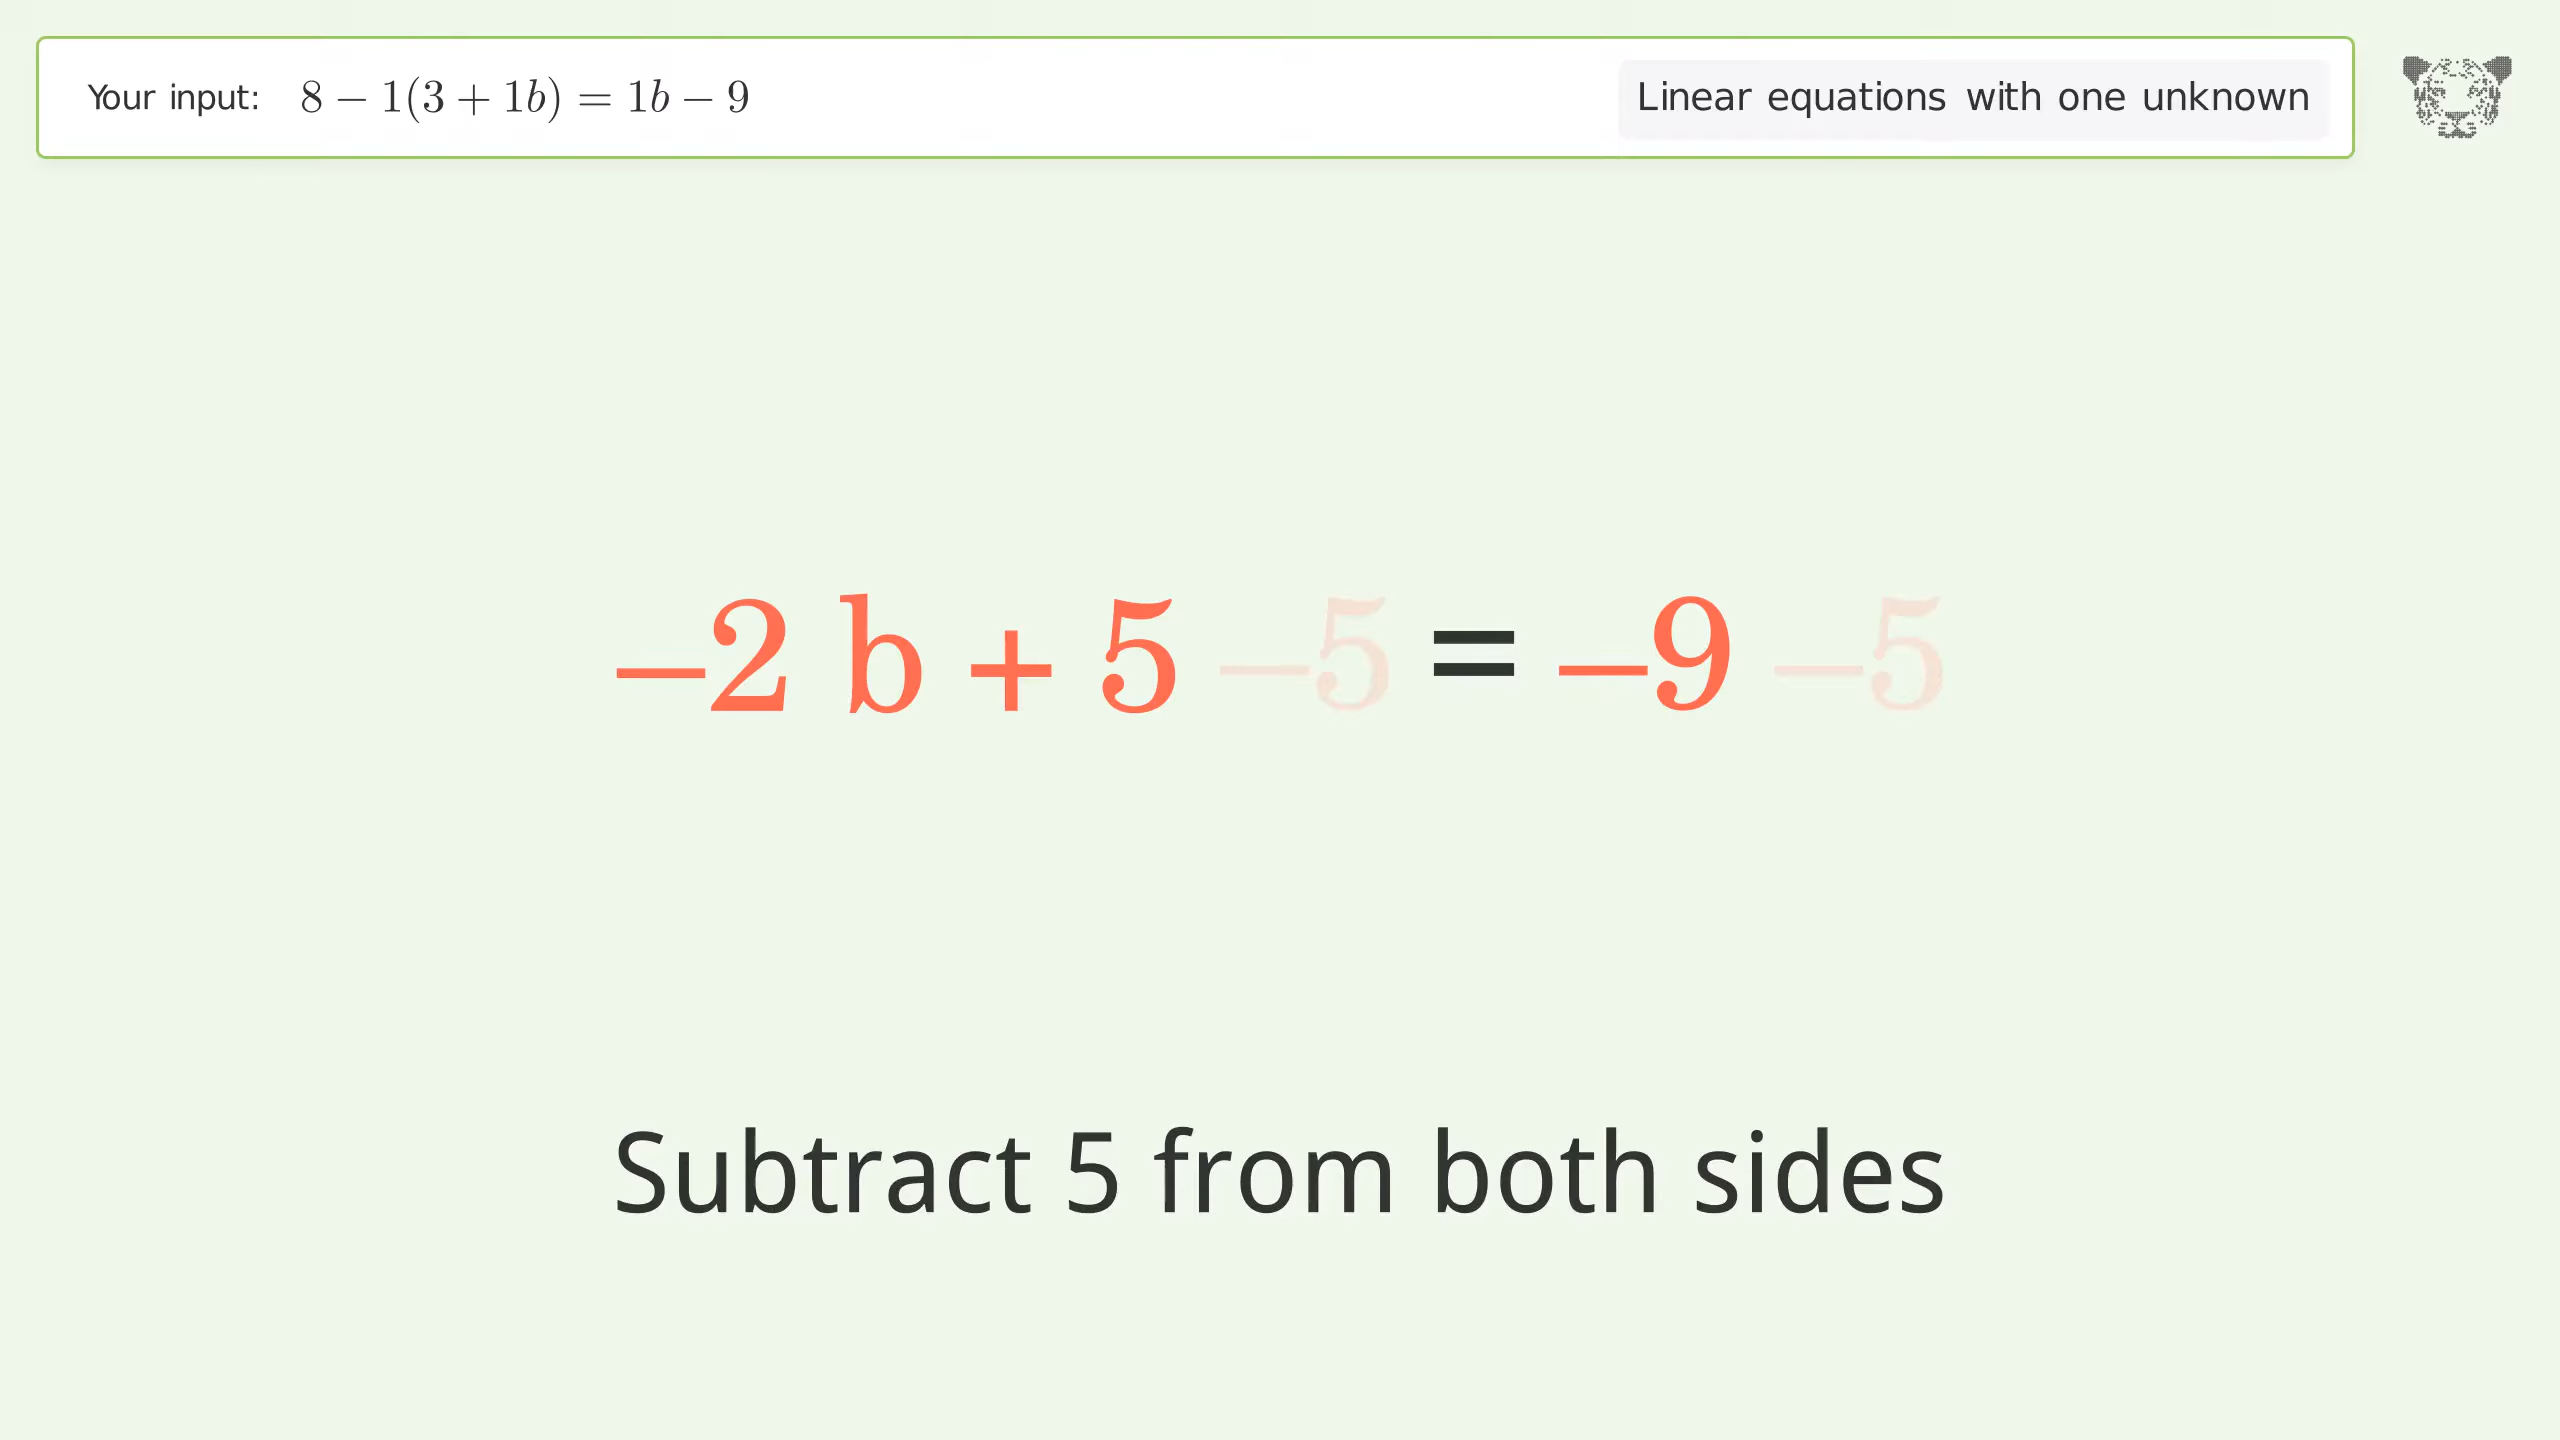 Your input: 8 − 1(3 + 1b) = 1b − 9
Linear equations with one unknown
−2 b + 5 −5 = −9 −5
Subtract 5 from both sides